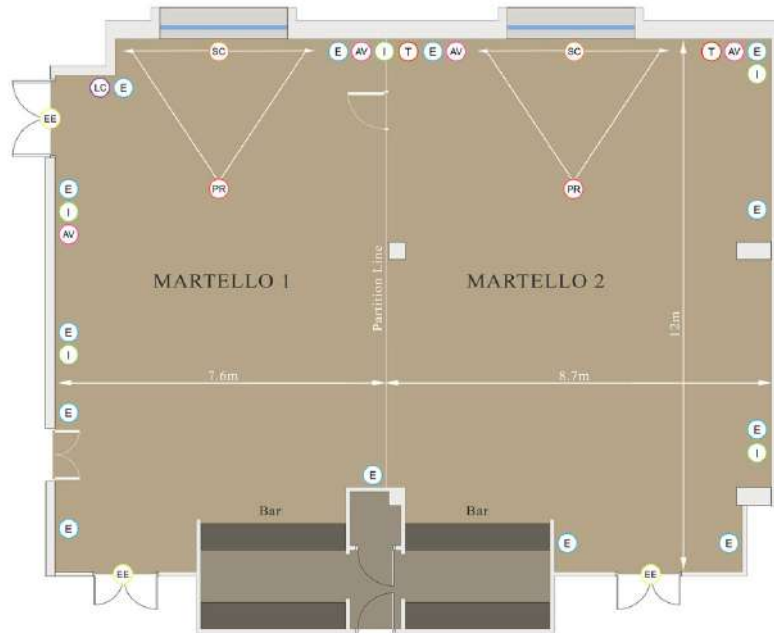 SC E AV I T E AV SC T AV E
I
LC E
EE
E PR PR
I E
AV
MARTELLO 1 Partition Line MARTELLO 2
12m
E
I
7.6m 8.7m
E E
I
E
Bar Bar
E E E
EE EE